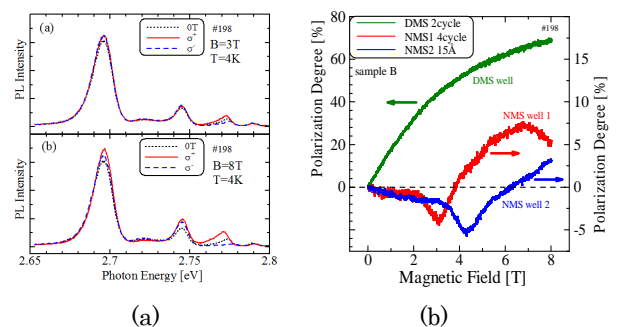 (a)
0T
σ⁺
σ⁻
#198
B=3T
T=4K
PL Intensity
(b)
0T
σ⁺
σ⁻
#198
B=8T
T=4K
PL Intensity
2.65 2.7 2.75 2.8
Photon Energy [eV]
(a)
b
DMS 2cycle
NMS1 4cycle
NMS2 15Å
#198
sample B
DMS well
NMS well 1
NMS well 2
80
60
40
20
0
-20
Polarization Degree [%]
15
10
5
0
-5
Polarization Degree [%]
0 2 4 6 8
Magnetic Field [T]
(b)